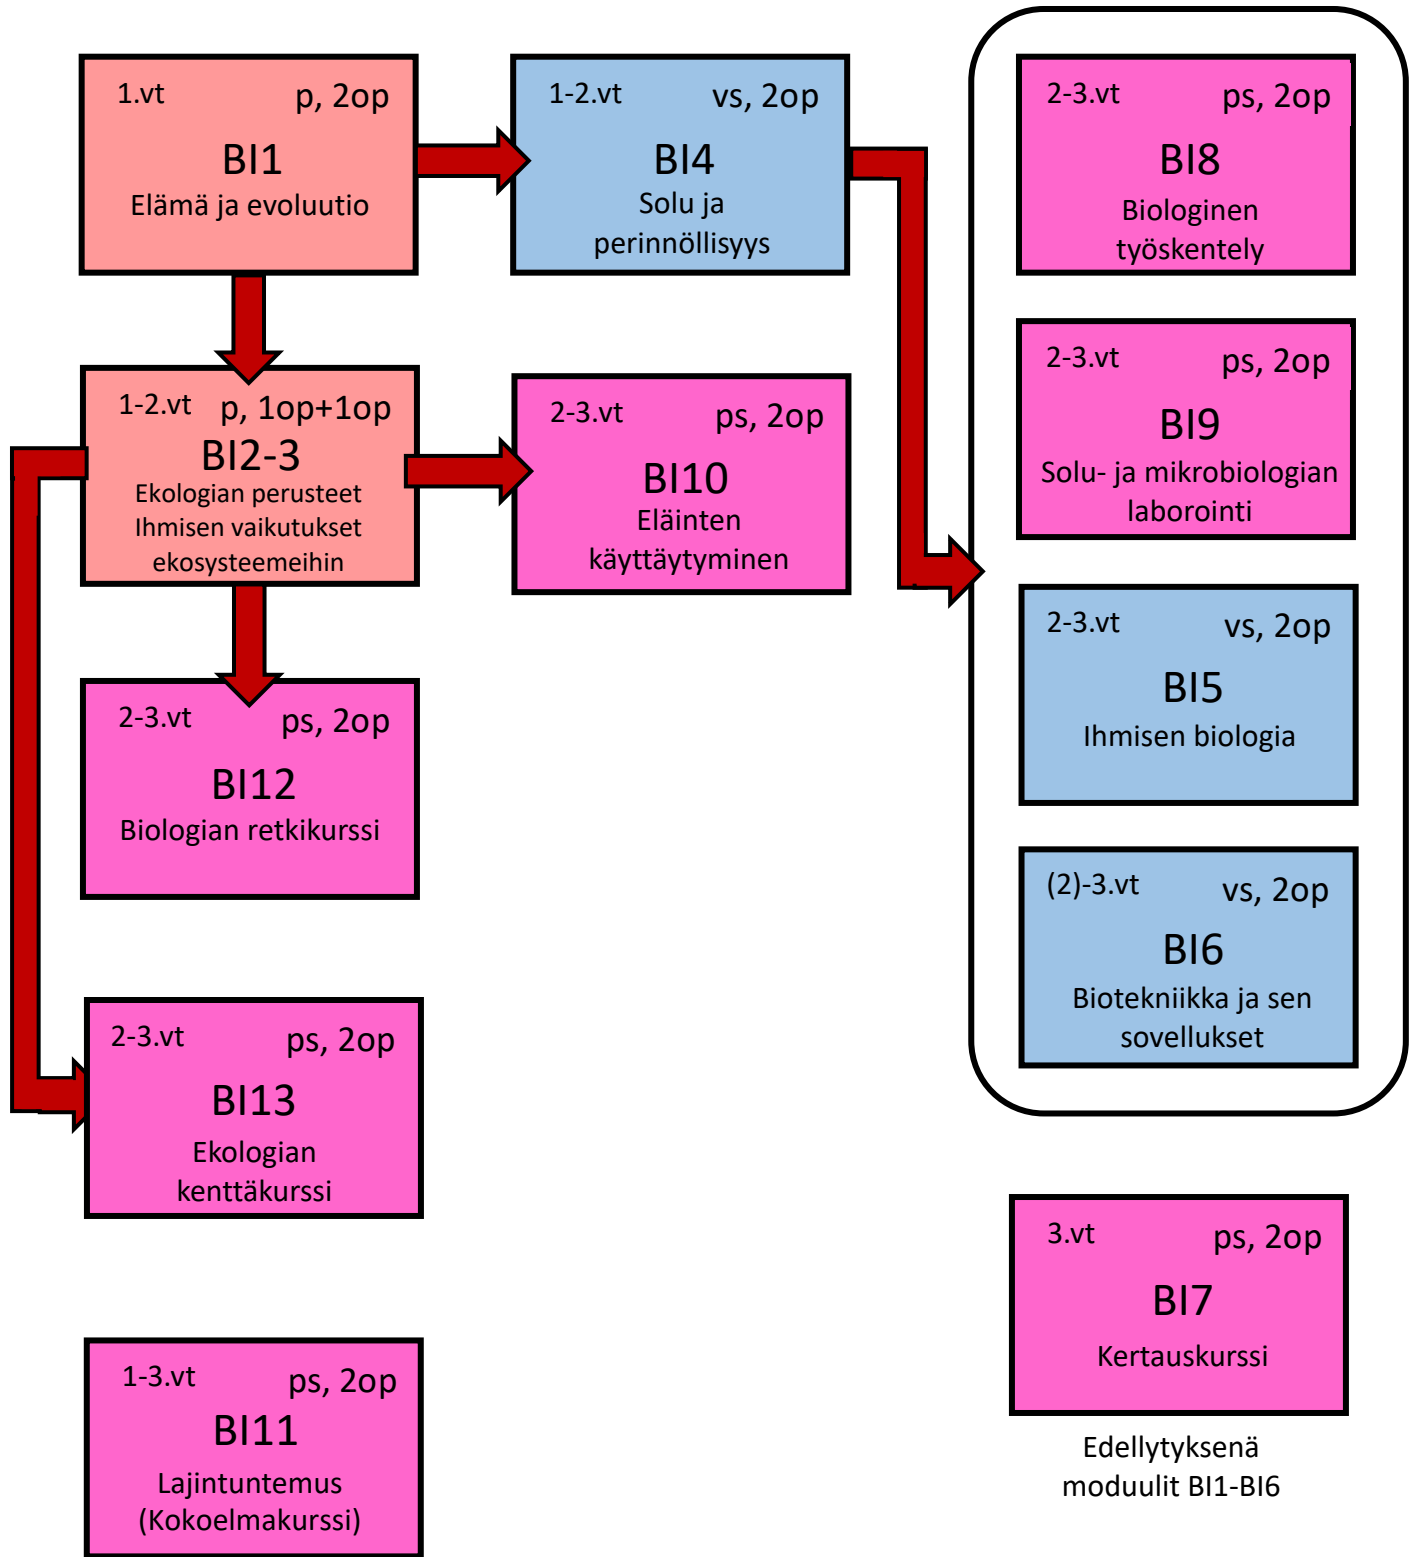 1.vt p, 2op
BI1
Elämä ja evoluutio
1-2.vt vs, 2op
BI4
Solu ja
perinnöllisyys
2-3.vt ps, 2op
BI8
Biologinen
työskentely
1-2.vt p, 1op+1op
BI2-3
Ekologian perusteet
Ihmisen vaikutukset
ekosysteemeihin
2-3.vt ps, 2op
BI10
Eläinten
käyttäytyminen
2-3.vt ps, 2op
BI9
Solu- ja mikrobiologian
laborointi
2-3.vt vs, 2op
BI5
Ihmisen biologia
2-3.vt ps, 2op
BI12
Biologian retkikurssi
(2)-3.vt vs, 2op
BI6
Biotekniikka ja sen
sovellukset
2-3.vt ps, 2op
BI13
Ekologian
kenttäkurssi
3.vt ps, 2op
BI7
Kertauskurssi
Edellytyksenä
moduulit BI1-BI6
1-3.vt ps, 2op
BI11
Lajintuntemus
(Kokoelmakurssi)